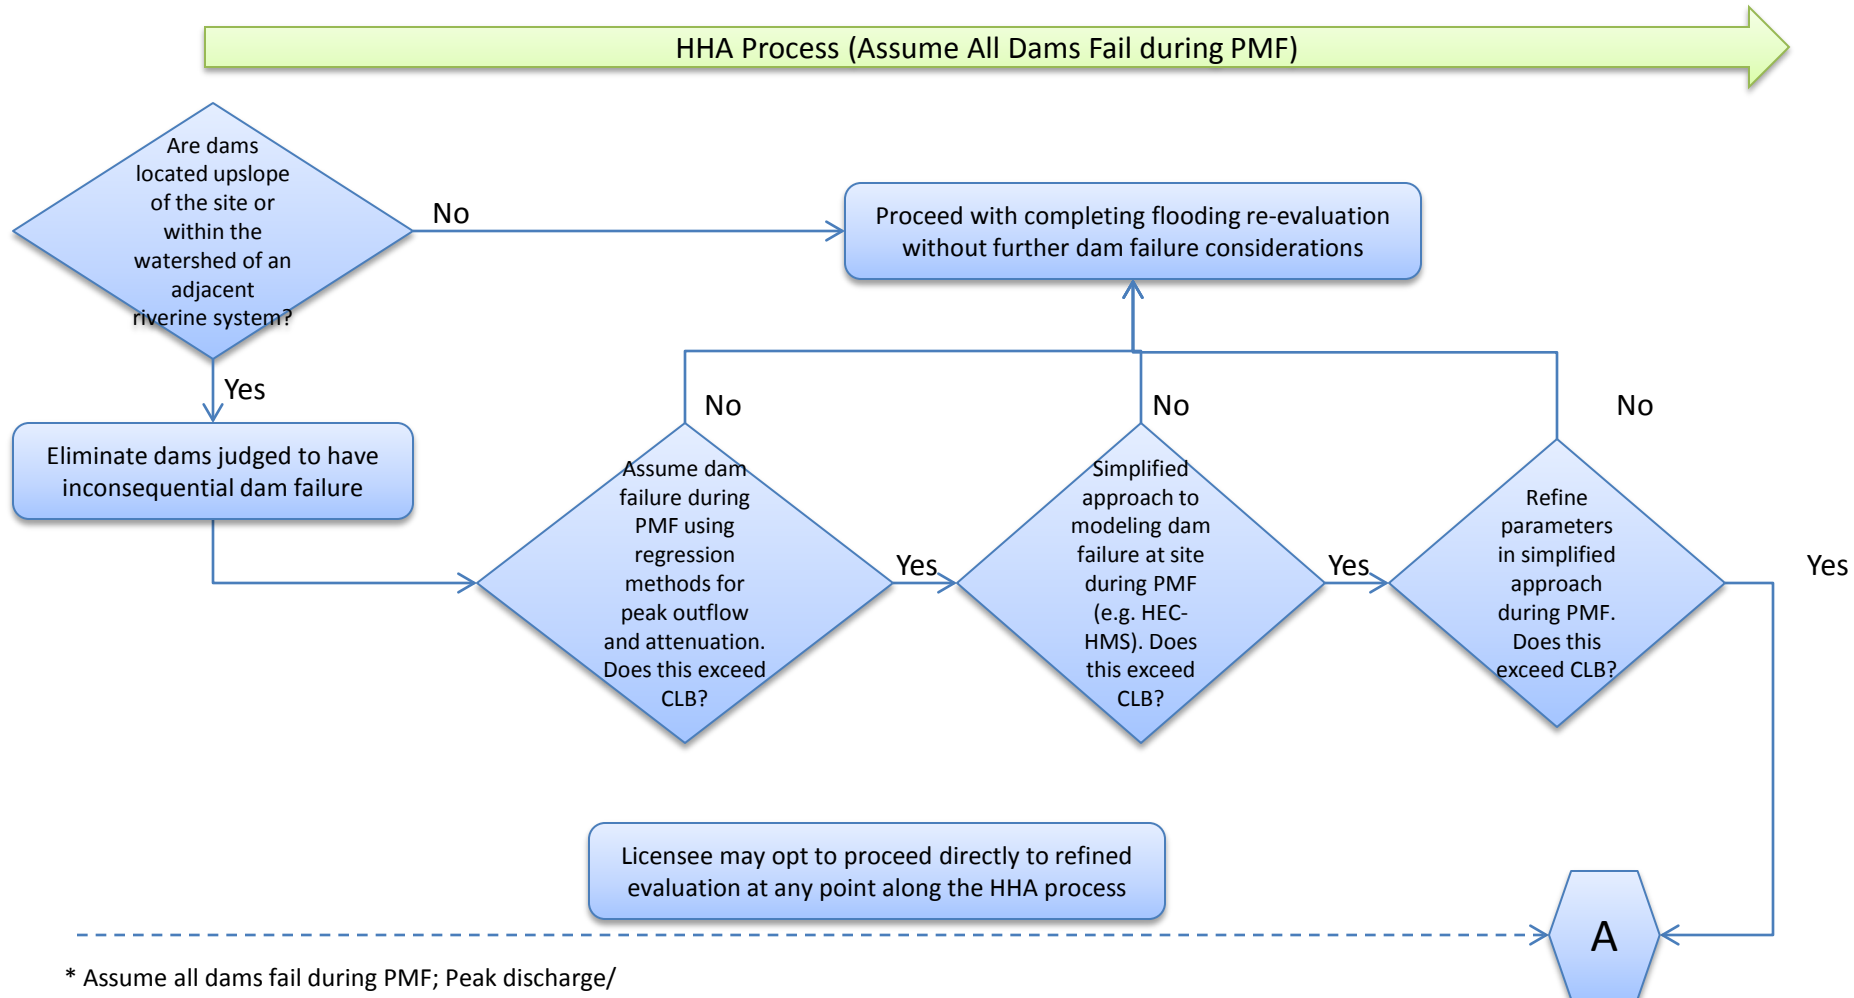 HHA Process (Assume All Dams Fail during PMF)
Are dams
located upslope
of the site or
within the
watershed of an
adjacent
riverine system?
No
Proceed with completing flooding re-evaluation
without further dam failure considerations
Yes
Eliminate dams judged to have
inconsequential dam failure
No
Assume dam
failure during
PMF using
regression
methods for
peak outflow
and attenuation.
Does this exceed
CLB?
Yes
No
Simplified
approach to
modeling dam
failure at site
during PMF
(e.g. HEC-
HMS). Does
this exceed
CLB?
Yes
No
Refine
parameters
in simplified
approach
during PMF.
Does this
exceed CLB?
Yes
Licensee may opt to proceed directly to refined
evaluation at any point along the HHA process
A
* Assume all dams fail during PMF; Peak discharge/